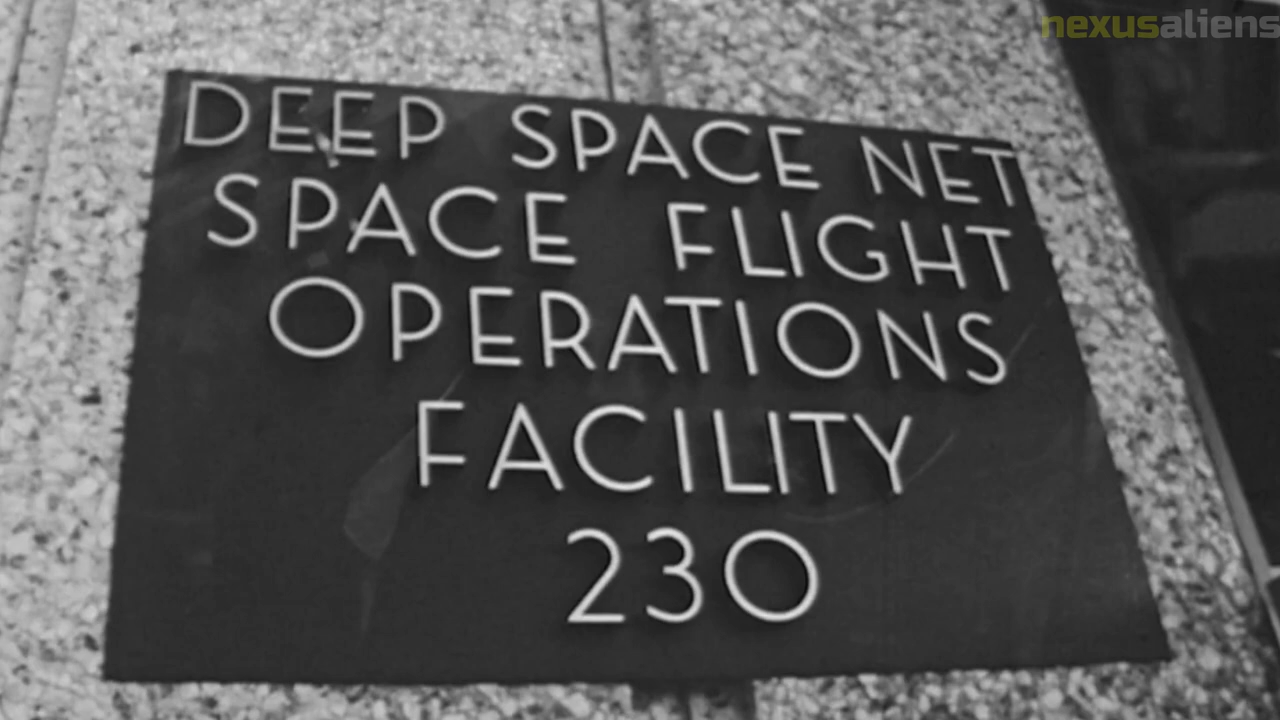 nexusaliens
DEEP SPACE NET
SPACE FLIGHT
OPERATIONS
FACILITY
230